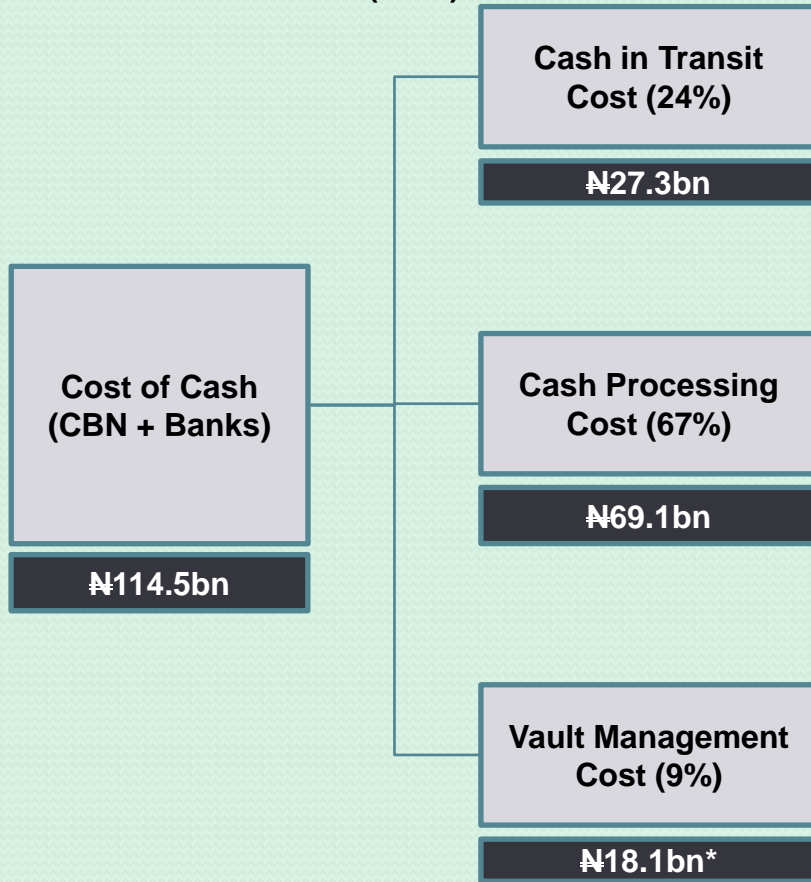 Cash in Transit
Cost (24%)
₦27.3bn
Cost of Cash
(CBN + Banks)
₦114.5bn
Cash Processing
Cost (67%)
₦69.1bn
Vault Management
Cost (9%)
₦18.1bn*